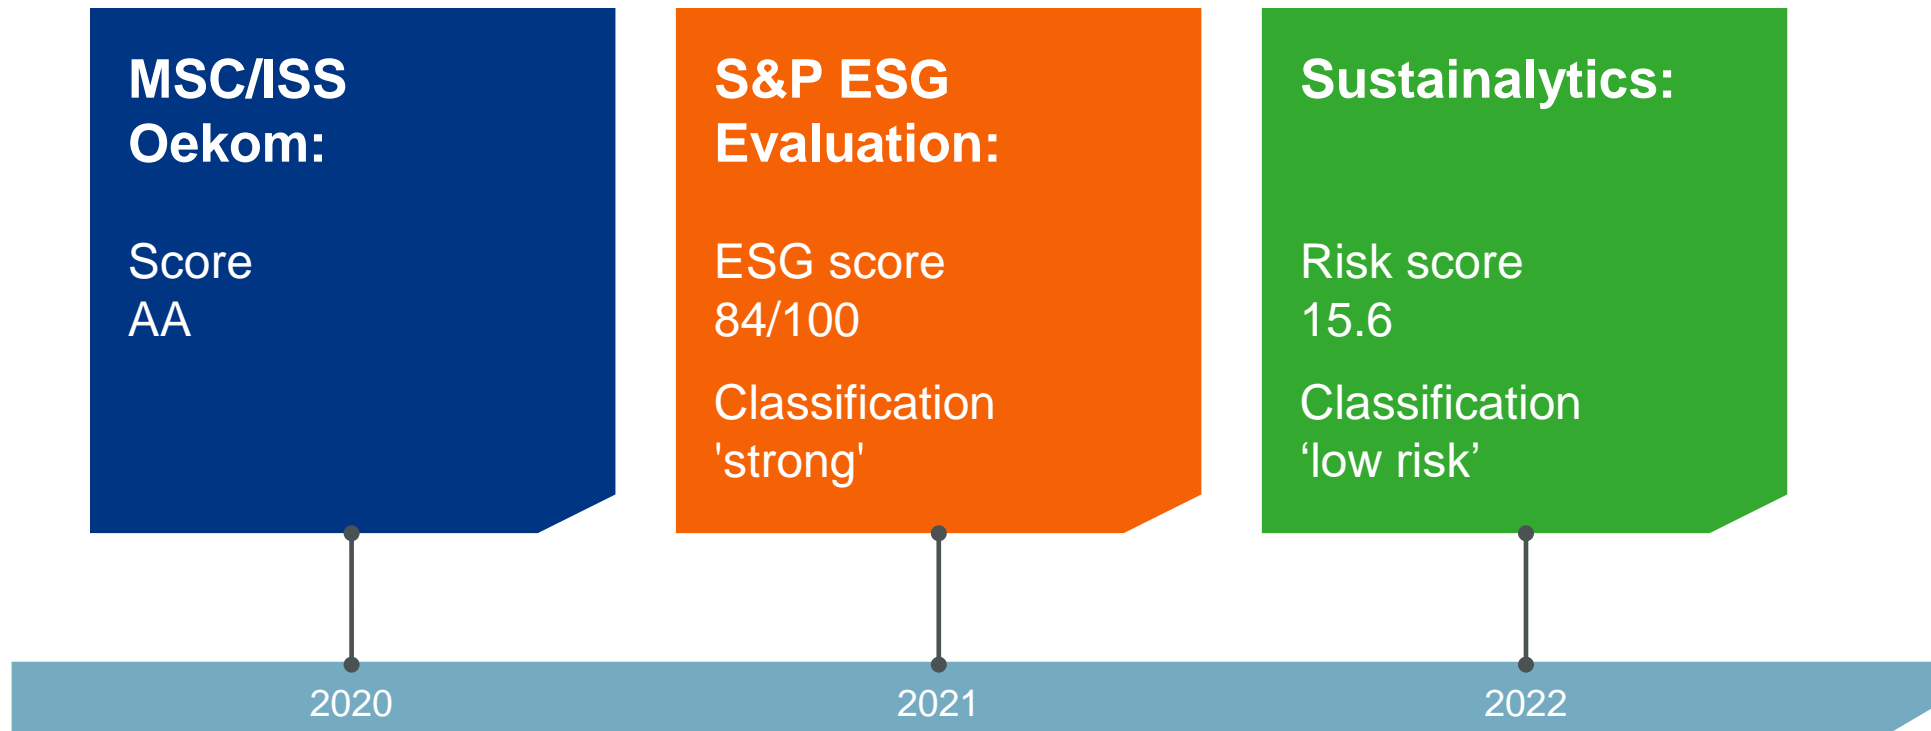 MSC/ISS
Oekom:
Score
AA
S&P ESG
Evaluation:
ESG score
84/100
Classification
'strong'
Sustainalytics:
Risk score
15.6
Classification
‘low risk’
2020
2021
2022